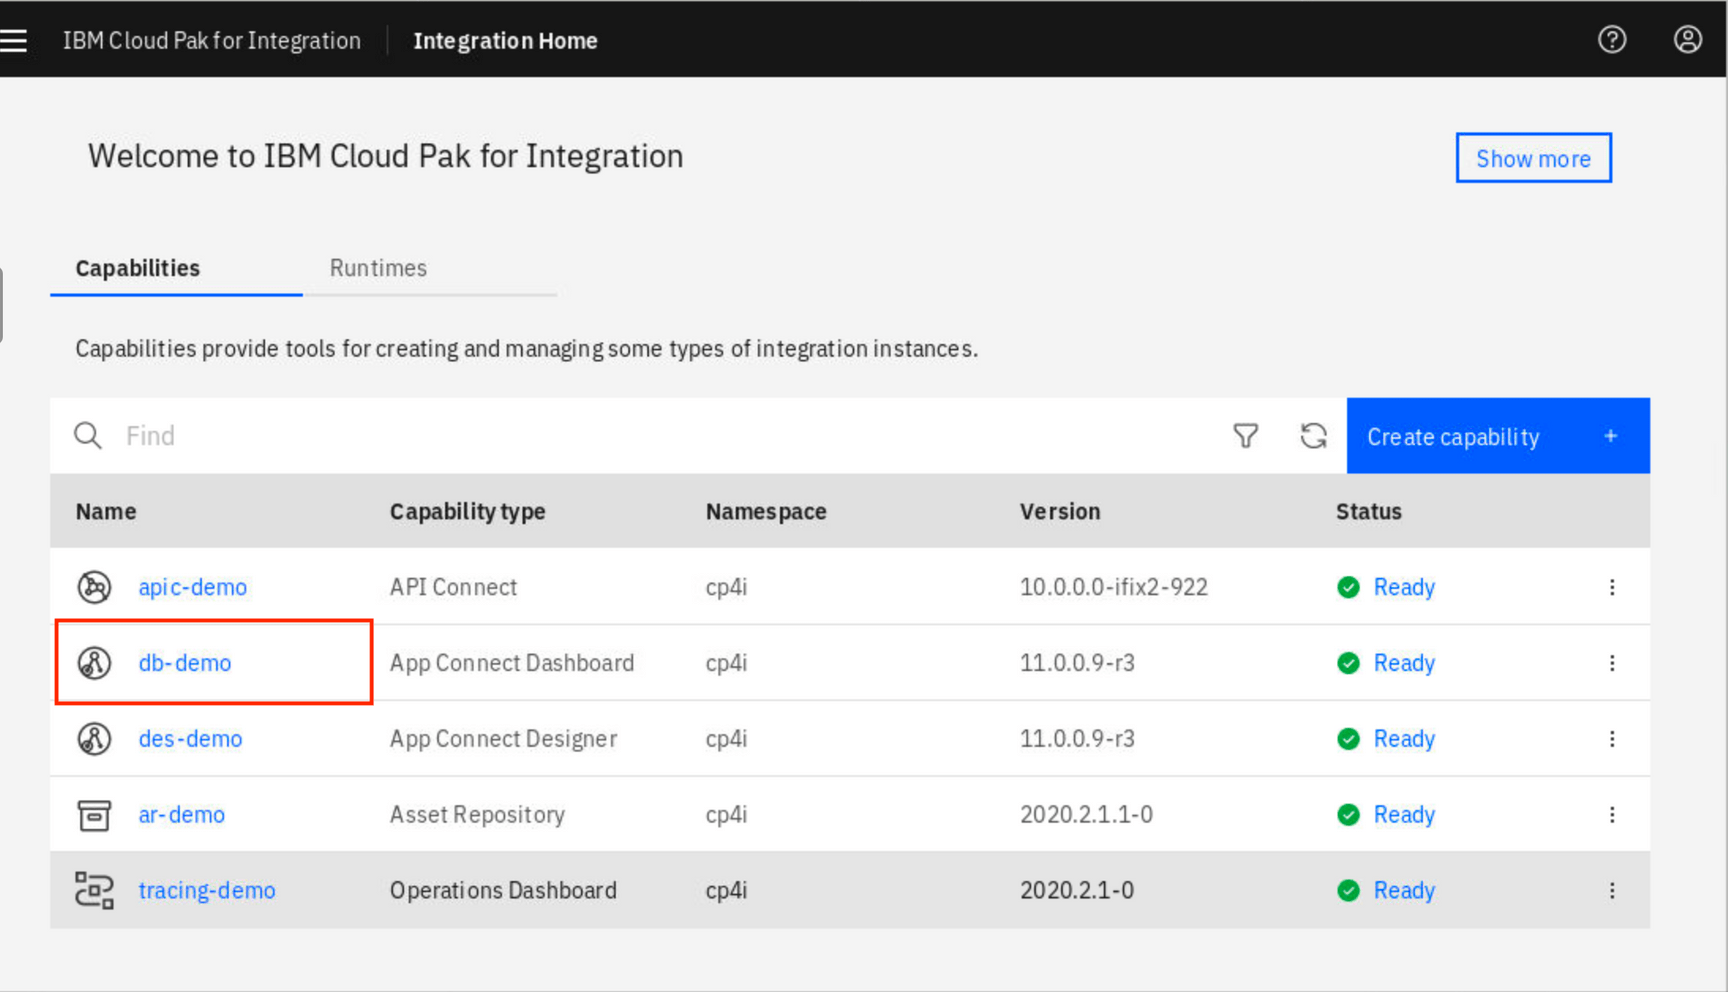 IBM Cloud Pak for Integration Integration Home
Welcome to IBM Cloud Pak for Integration
Show more
Capabilities Runtimes
Capabilities provide tools for creating and managing some types of integration instances.
Find
Create capability +
Name Capability type Namespace Version Status
apic-demo API Connect cp4i 10.0.0.0-ifix2-922 Ready
db-demo App Connect Dashboard cp4i 11.0.0.9-r3 Ready
des-demo App Connect Designer cp4i 11.0.0.9-r3 Ready
ar-demo Asset Repository cp4i 2020.2.1.1-0 Ready
tracing-demo Operations Dashboard cp4i 2020.2.1-0 Ready